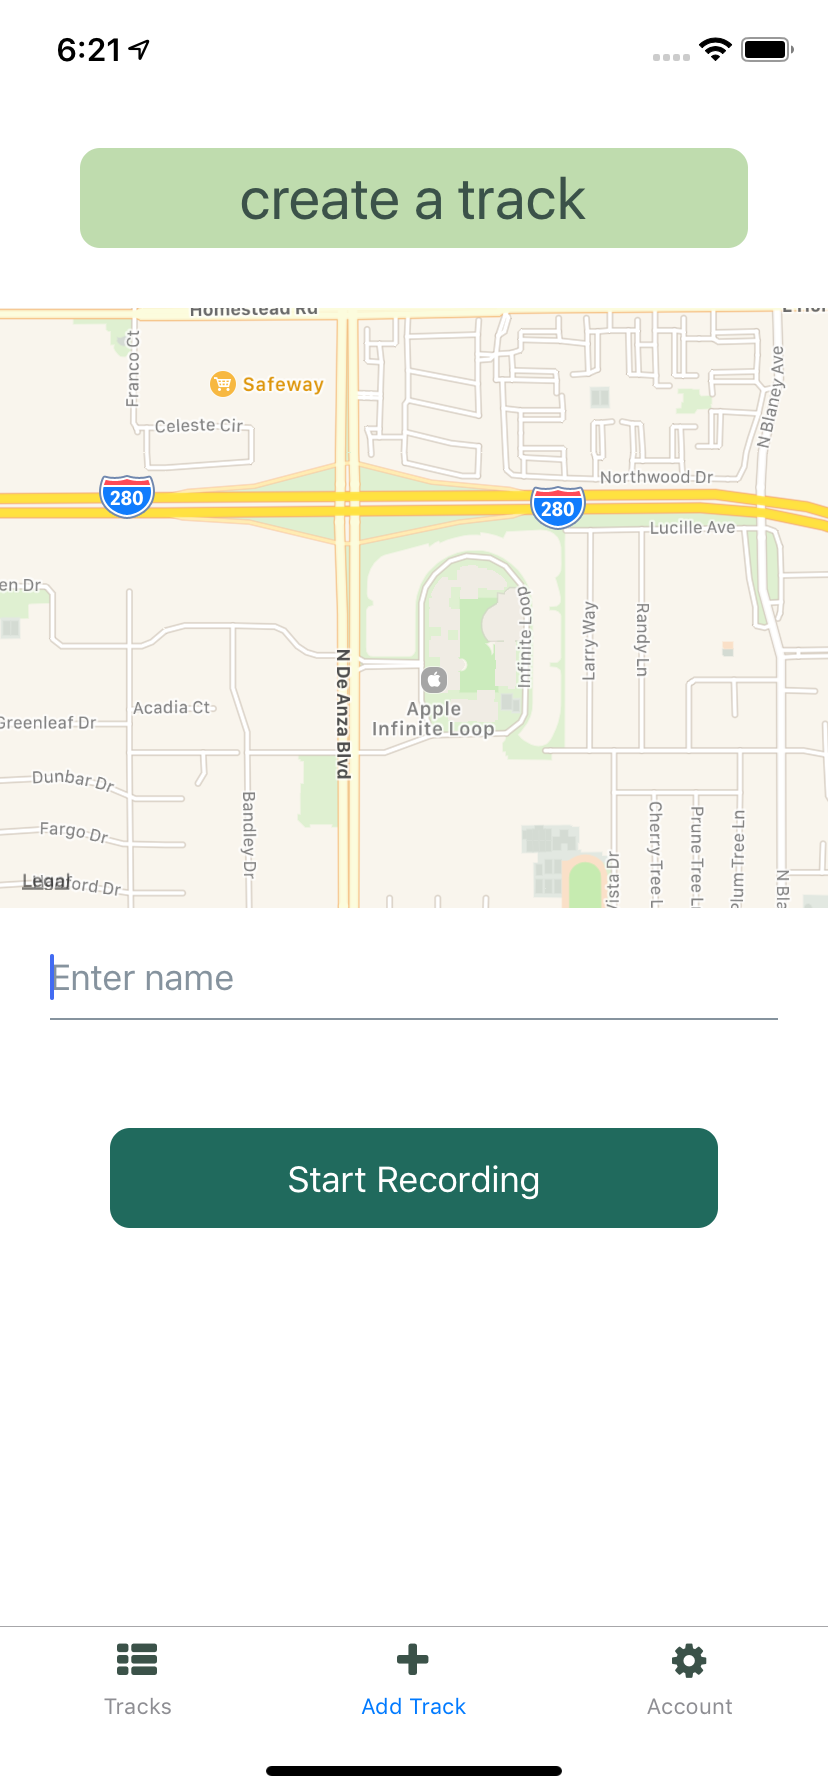 6:21
create a track
Homestead Rd
Franco Ct
Safeway
N Blaney Ave
Celeste Cir
Northwood Dr
280
280
Lucille Ave
en Dr
Infinite Loop
Larry Way
Randy Ln
N De Anza Blvd
Acadia Ct
Apple
Infinite Loop
Greenleaf Dr
Dunbar Dr
Bandley Dr
Fargo Dr
Cherry Tree L
Prune Tree L
Plum Tree Ln
Vista Dr
N Bla
Legal
ford Dr
Enter name
Start Recording
Tracks
Add Track
Account